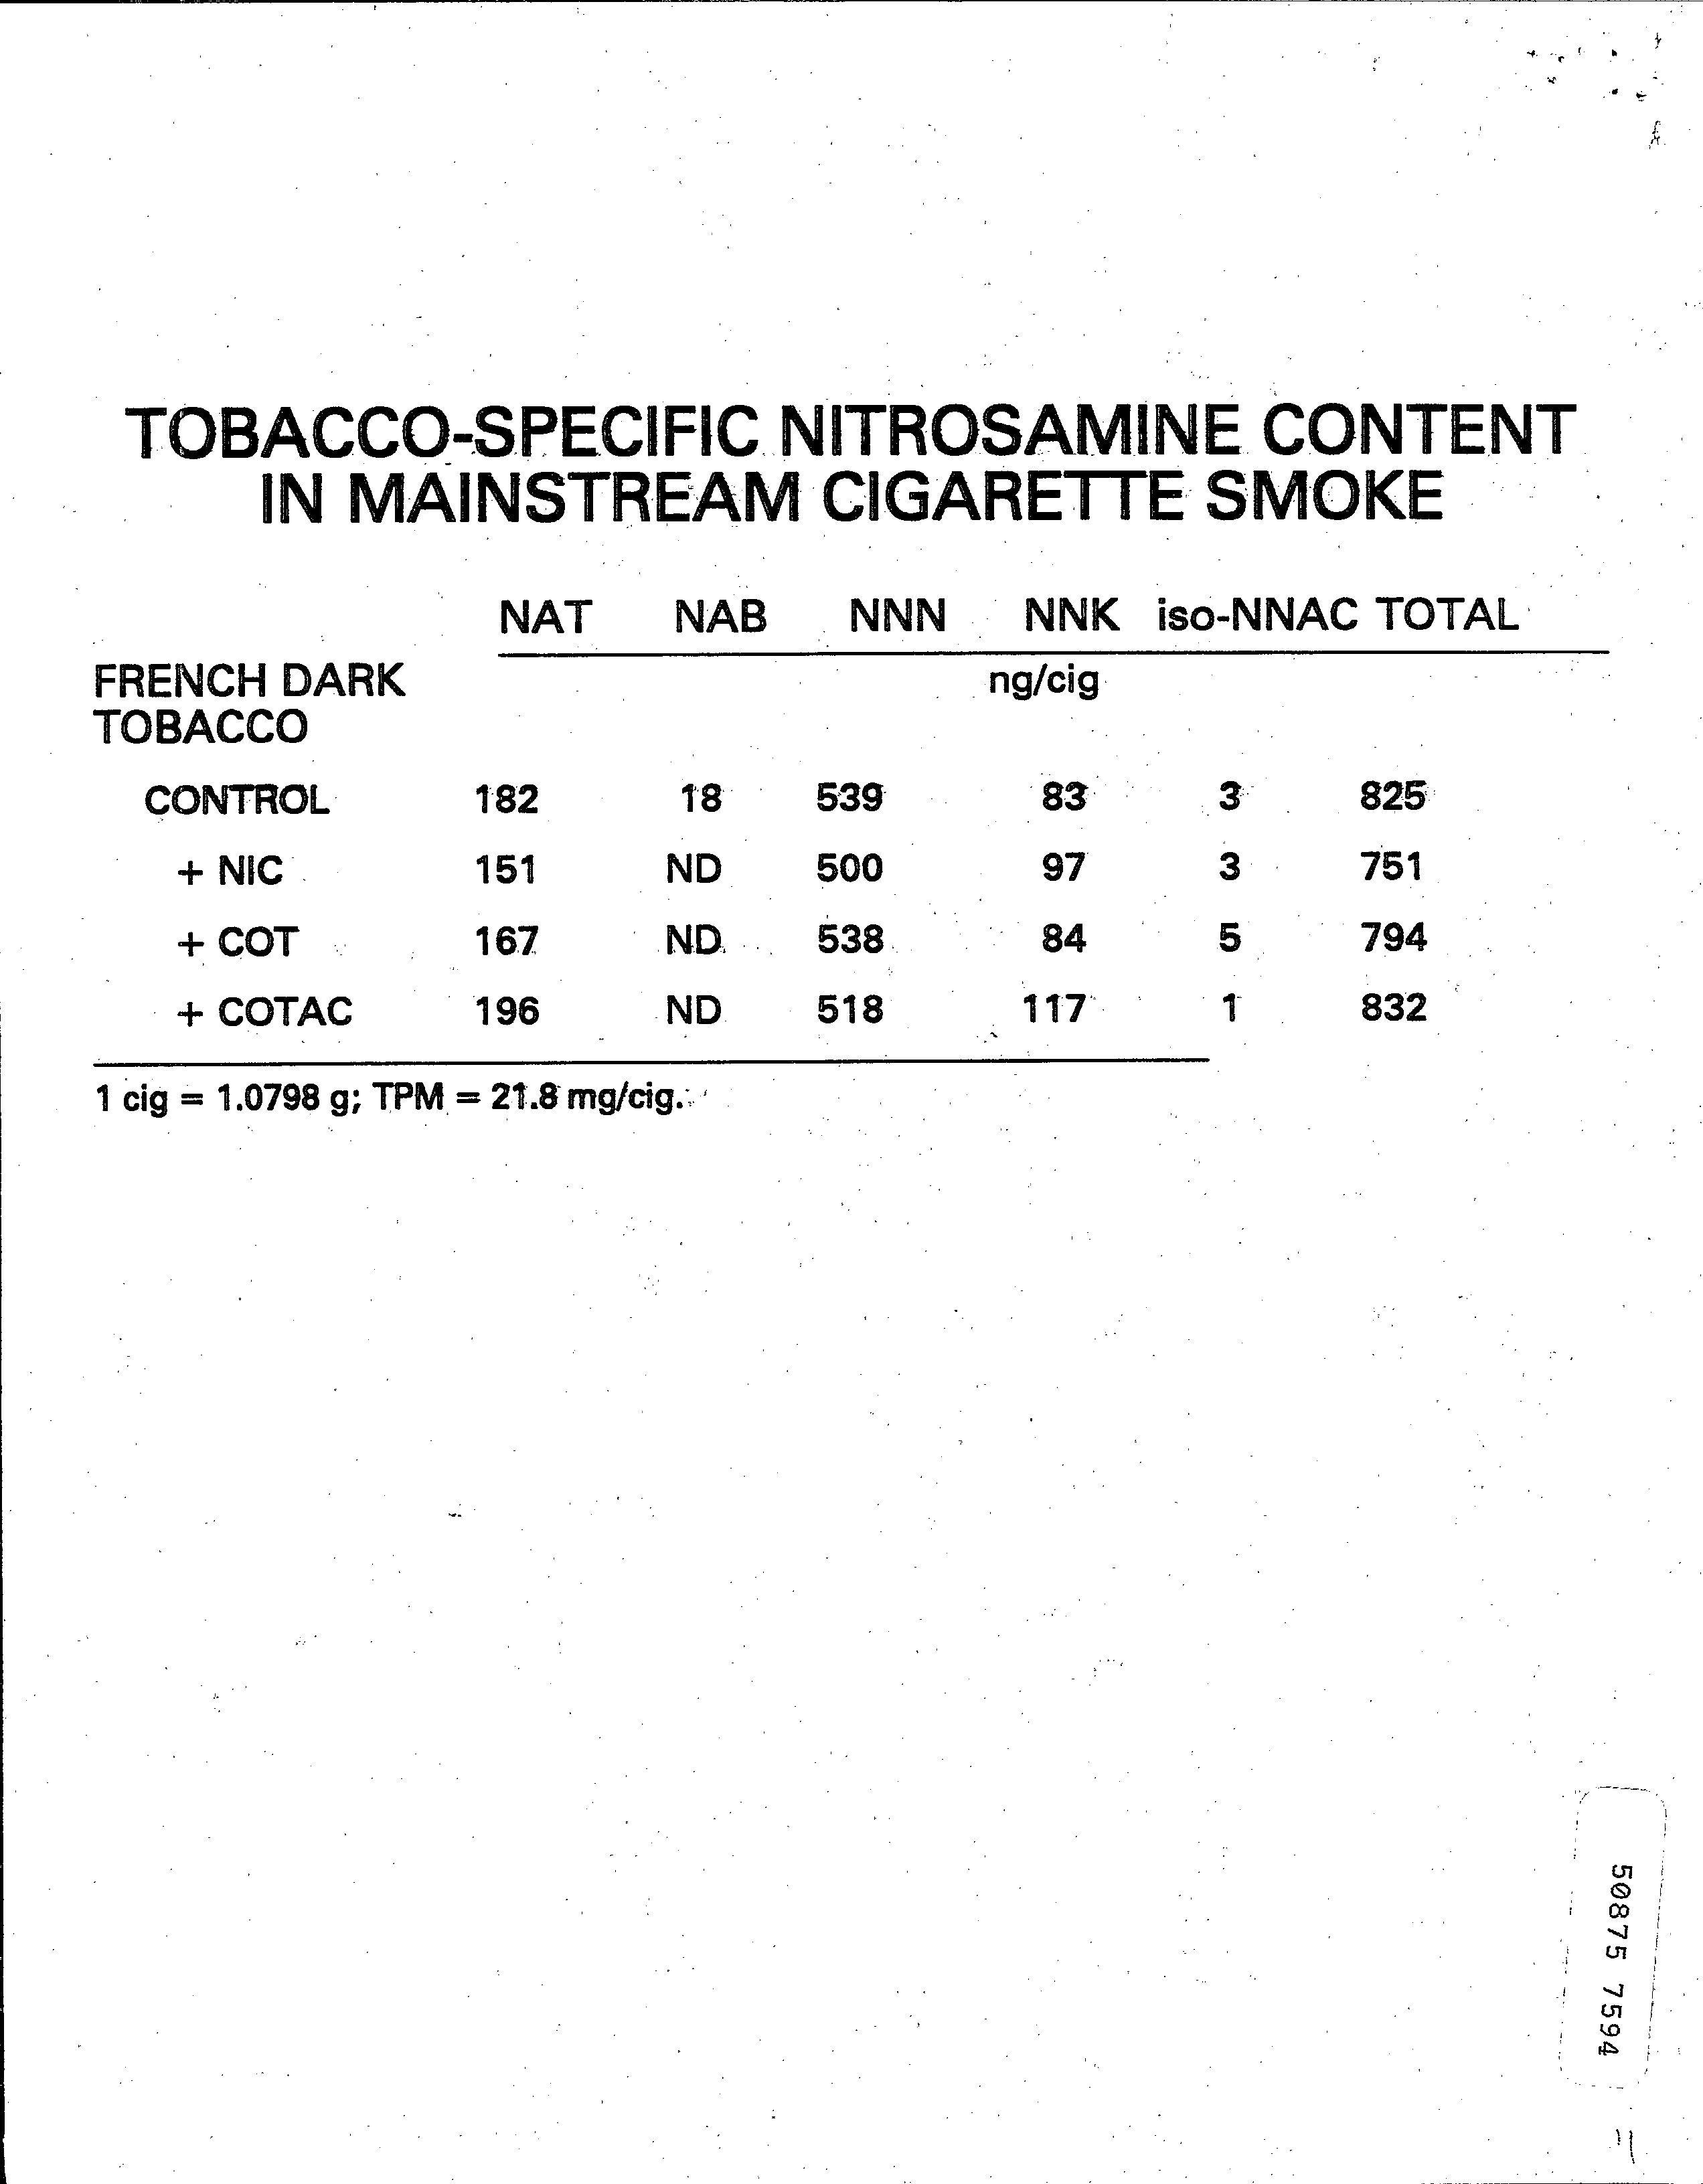 TOBACCO-SPECIFIC NITROSAMINE CONTENT
IN MAINSTREAM CIGARETTE SMOKE
NAT NAB NNN NNK iso-NNAC TOTAL
FRENCH DARK ng/cig
TOBACCO
CONTROL 182 18 539 83 3 825
+ NIC 151 ND 500 97 3 751
+ COT 167 ND 538 84 5 794
+ COTAC 196 ND 518 117 1 832
1 cig = 1.0798 g; TPM = 21.8 mg/cig.
50875 7594